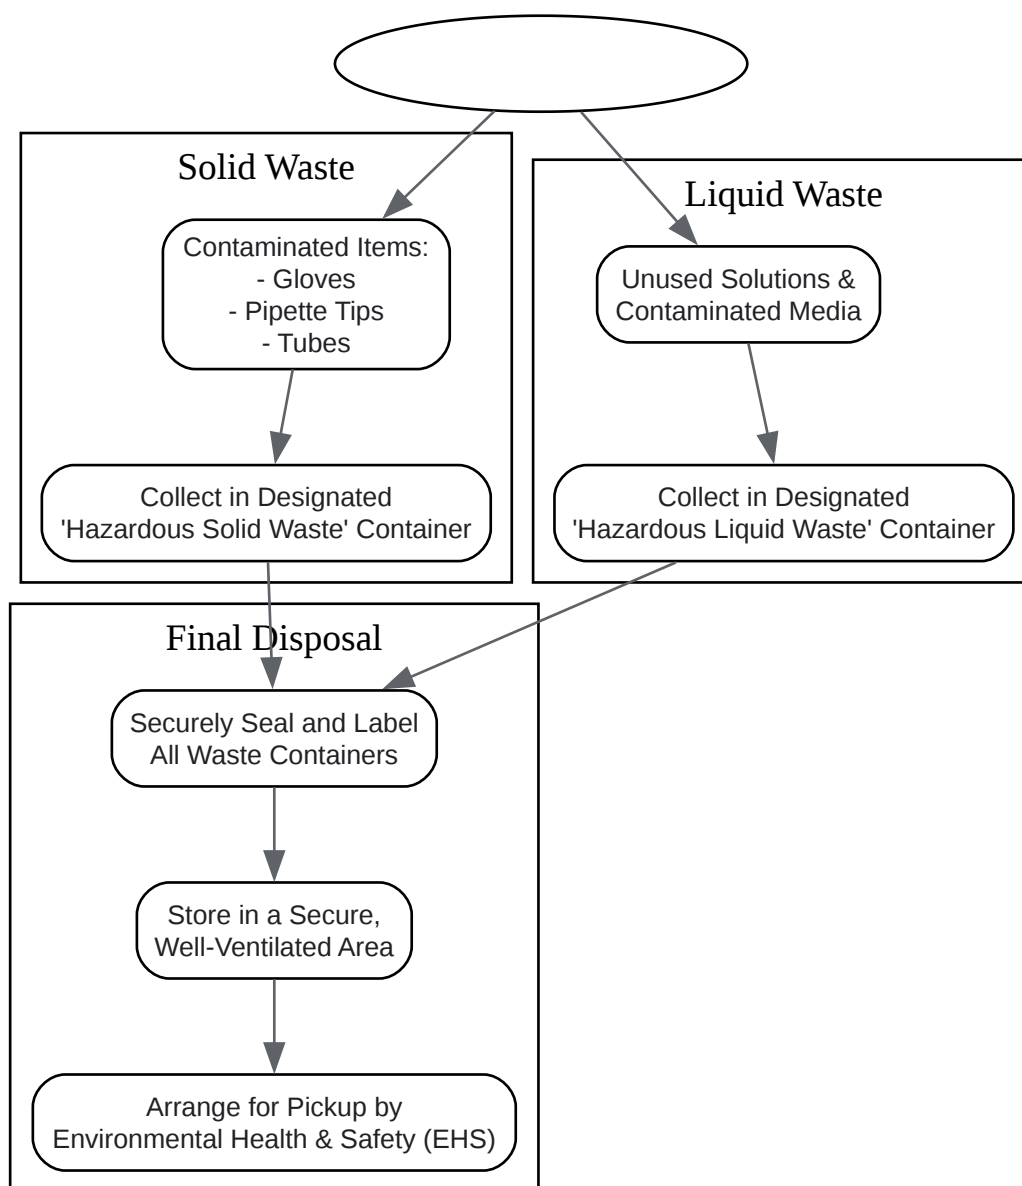 Solid Waste
Contaminated Items:
- Gloves
- Pipette Tips
- Tubes
Collect in Designated
'Hazardous Solid Waste' Container
Liquid Waste
Unused Solutions &
Contaminated Media
Collect in Designated
'Hazardous Liquid Waste' Container
Final Disposal
Securely Seal and Label
All Waste Containers
Store in a Secure,
Well-Ventilated Area
Arrange for Pickup by
Environmental Health & Safety (EHS)